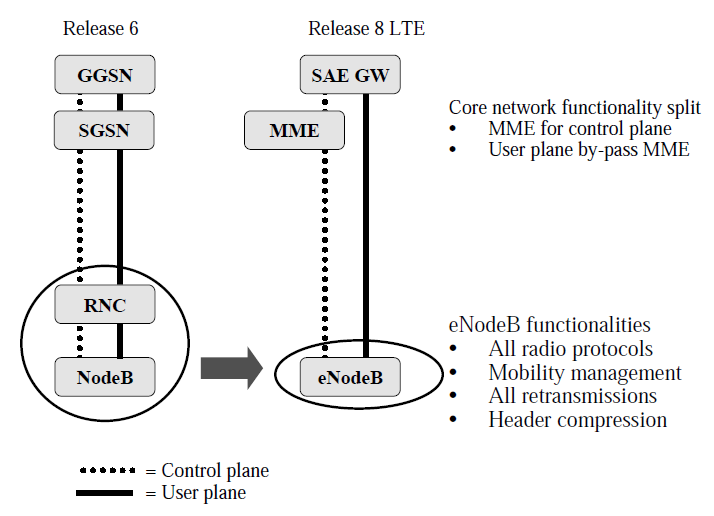 Release 6
Release 8 LTE
GGSN
SAE GW
SGSN
MME
Core network functionality split
• MME for control plane
• User plane by-pass MME
RNC
NodeB
eNodeB
eNodeB functionalities
• All radio protocols
• Mobility management
• All retransmissions
• Header compression
= Control plane
= User plane